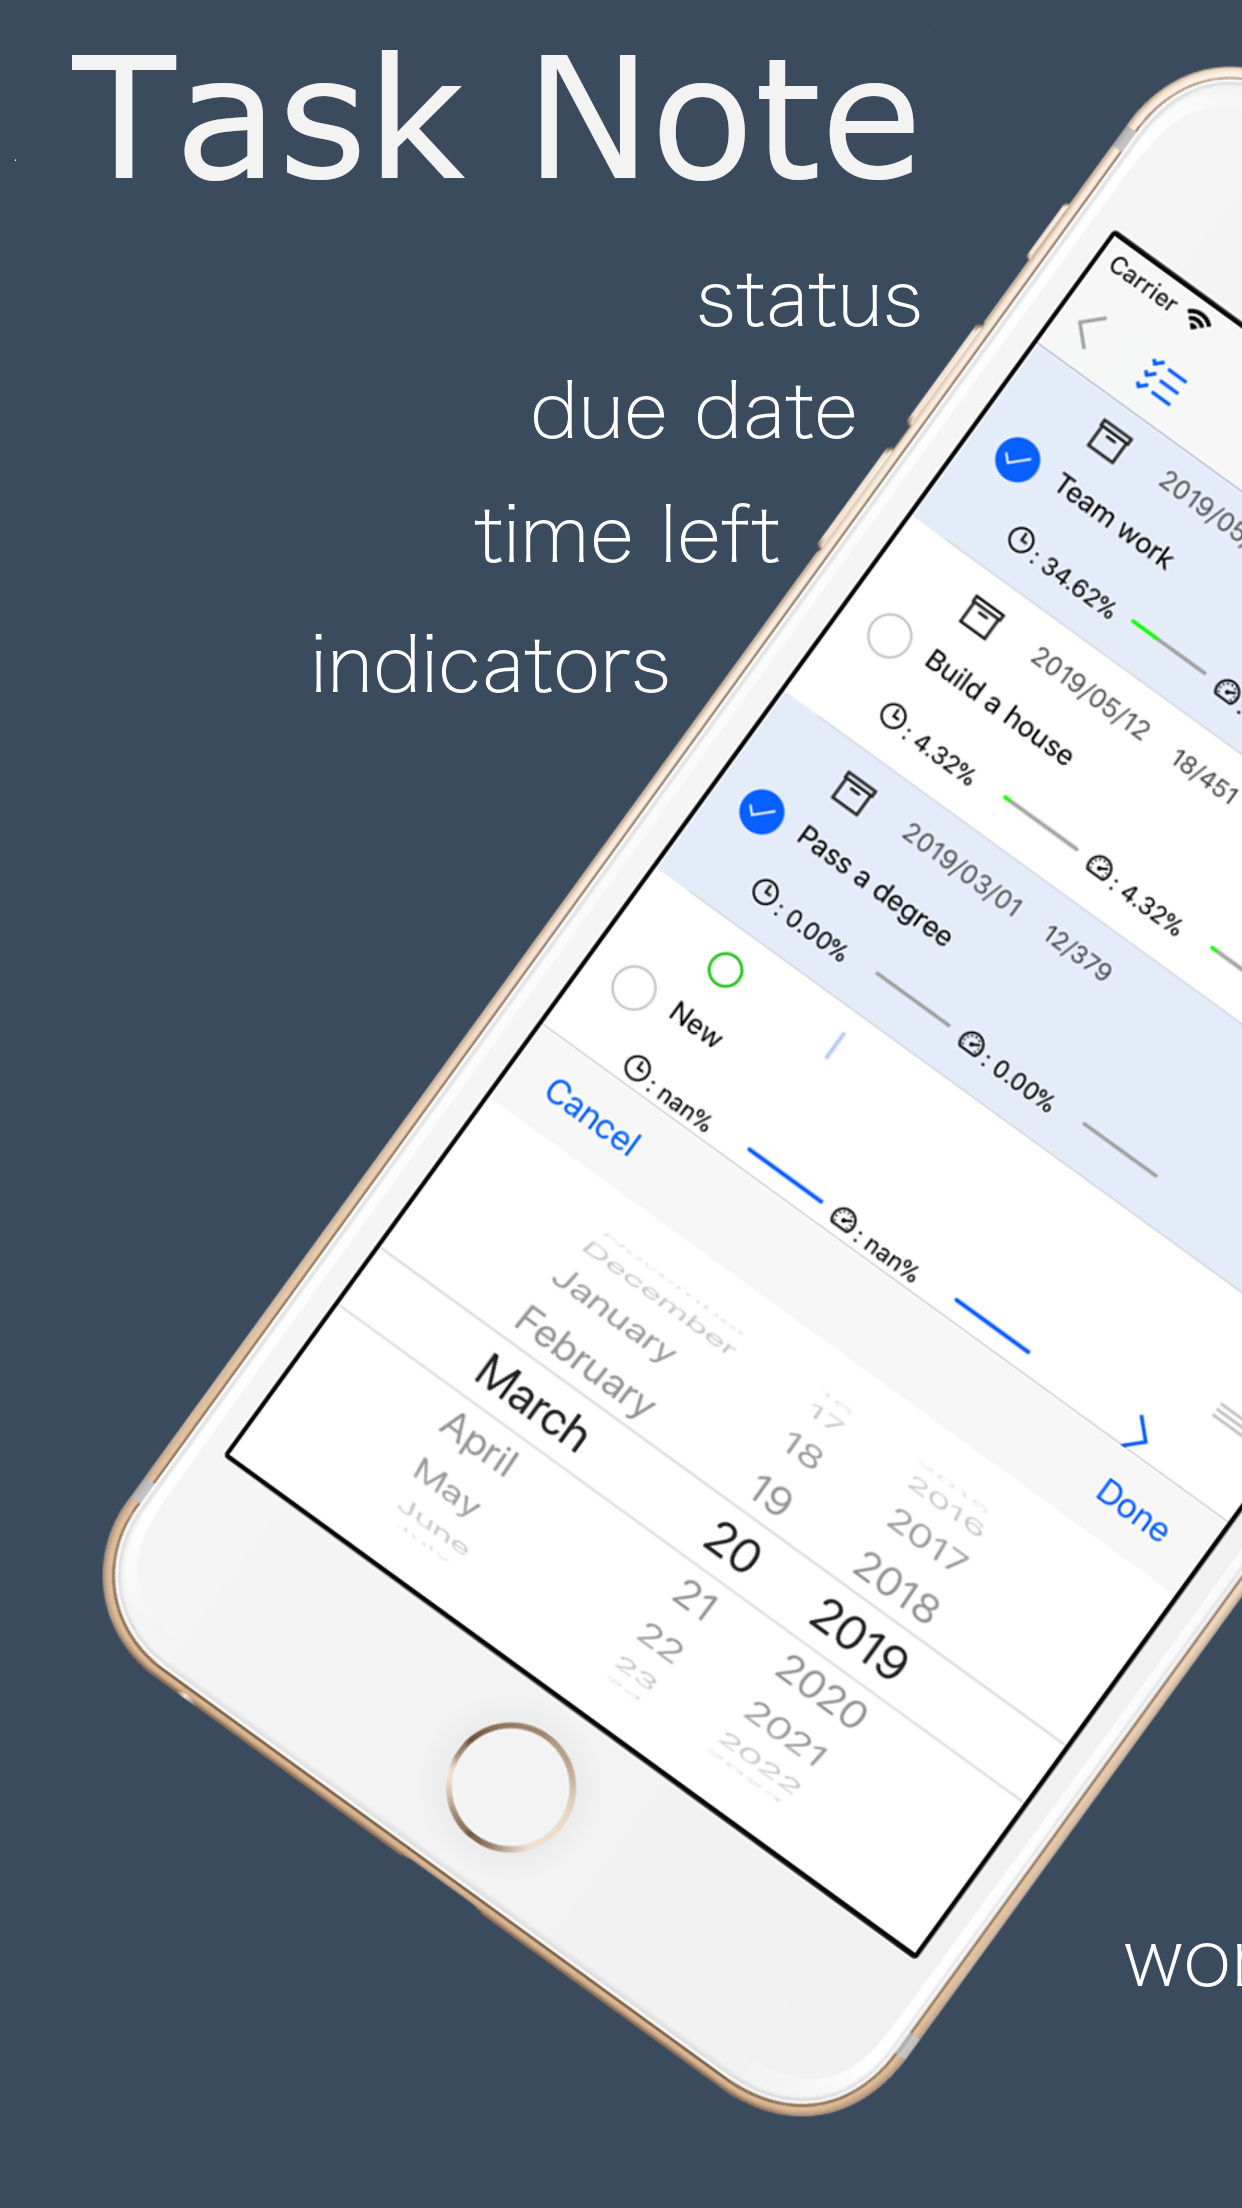 Task Note
status
due date
time left
indicators
Carrier
2019/05
Team work
: 34.62%
2019/05/12 18/451
Build a house
: 4.32% : 4.32%
2019/03/01 12/379
Pass a degree
: 0.00% : 0.00%
New
: nan% : nan%
Cancel Done
December
January 17
February 18 2016
19 2017
2018
March 20 2019
April 21 2020
May 22 2021
June 23 2022